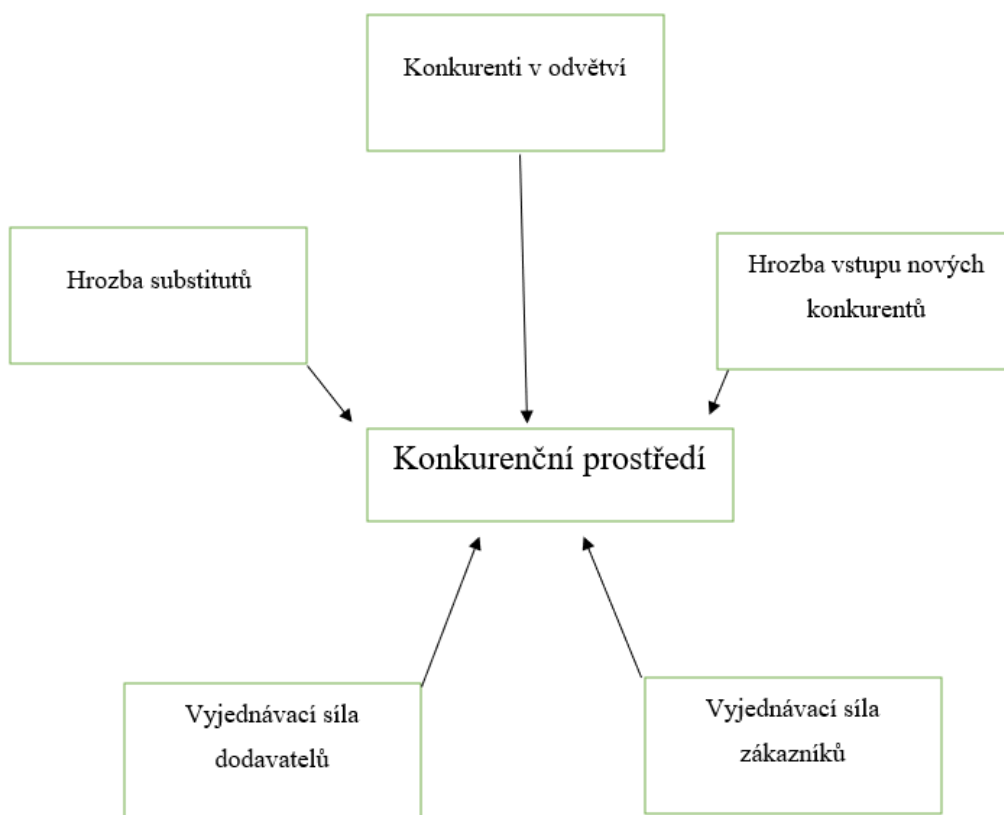 Konkurenti v odvětví
Hrozba substitutů
Hrozba vstupu nových
konkurentů
Konkurenční prostředí
Vyjednávací síla
dodavatelů
Vyjednávací síla
zákazníků